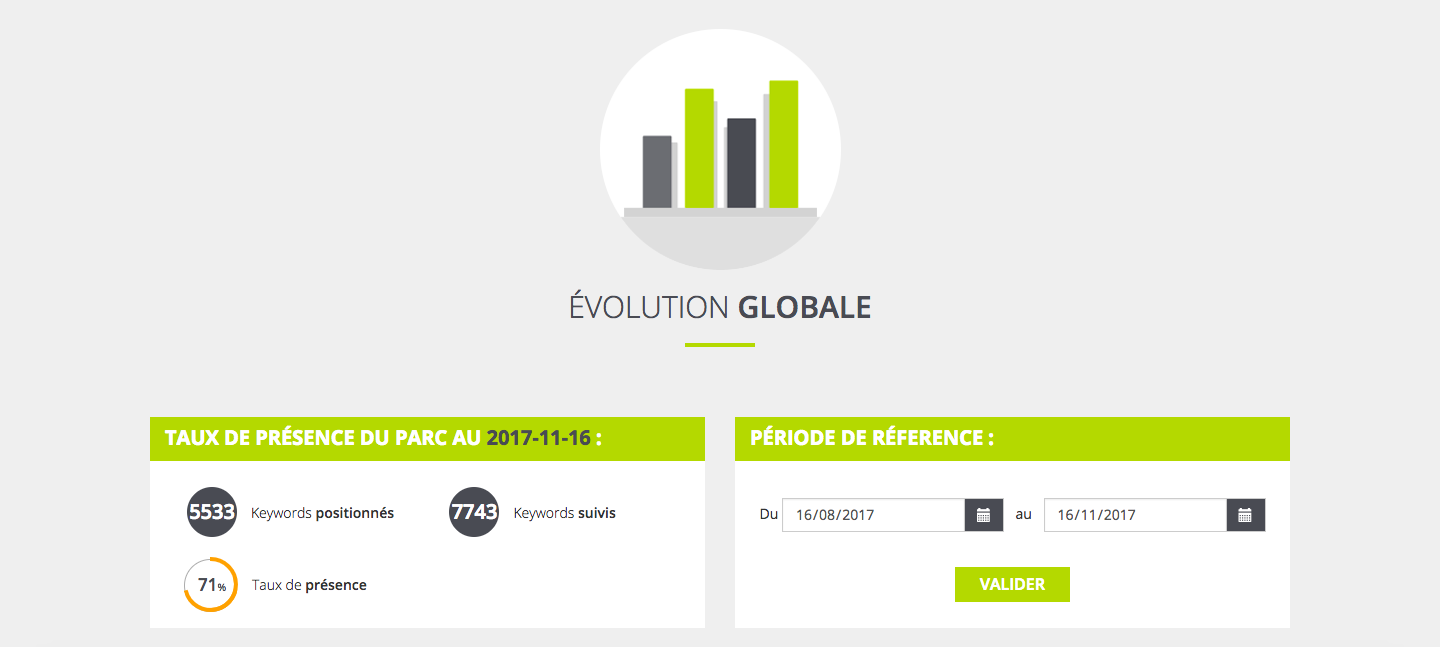 ÉVOLUTION GLOBALE
TAUX DE PRÉSENCE DU PARC AU 2017-11-16 :
5533 Keywords positionnés
7743 Keywords suivis
71% Taux de présence
PÉRIODE DE RÉFERENCE :
Du 16/08/2017 au 16/11/2017
VALIDER